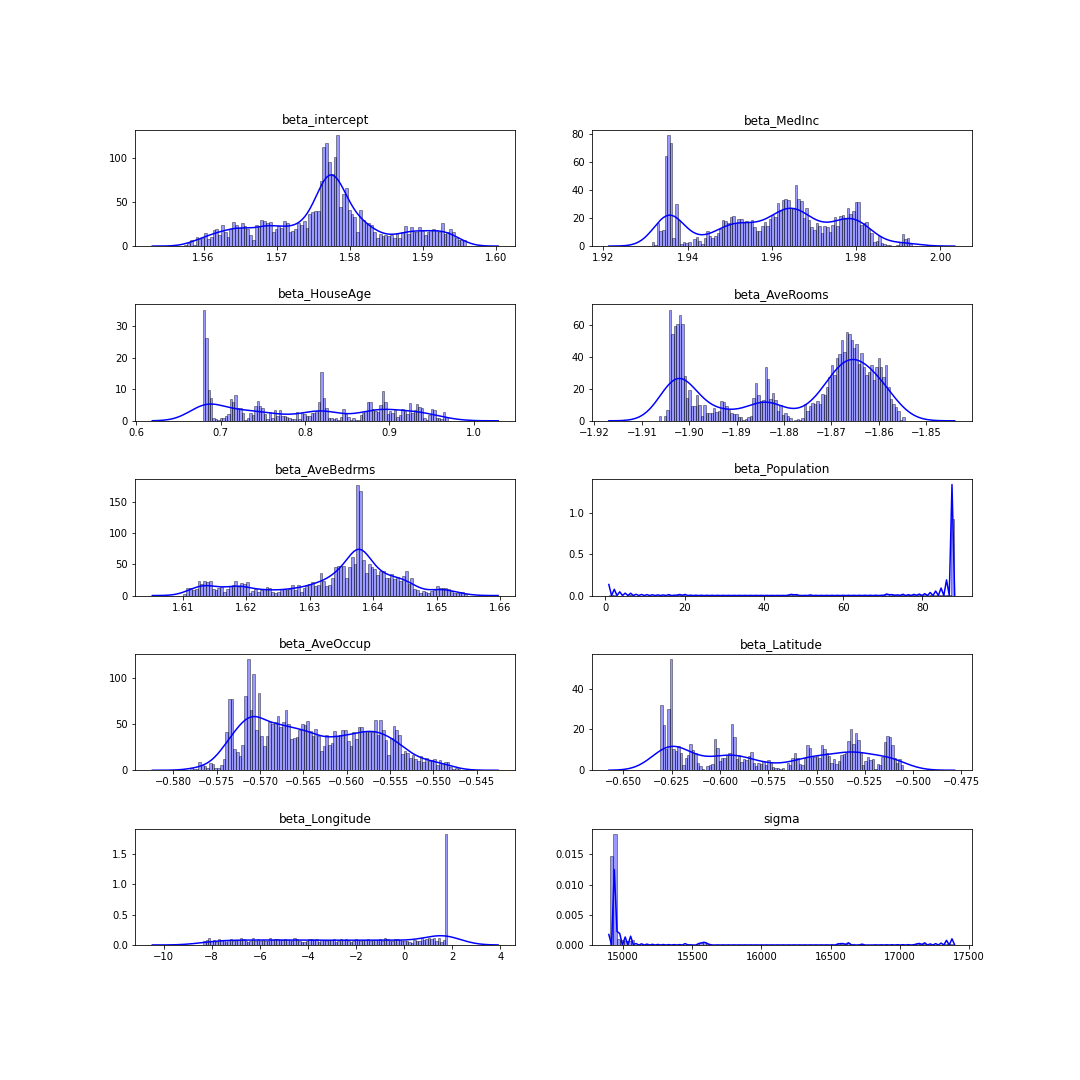 beta_intercept
100
50
0
1.56 1.57 1.58 1.59 1.60
beta_MedInc
80
60
40
20
0
1.92 1.94 1.96 1.98 2.00
beta_HouseAge
30
20
10
0
0.6 0.7 0.8 0.9 1.0
beta_AveRooms
60
40
20
0
−1.92 −1.91 −1.90 −1.89 −1.88 −1.87 −1.86 −1.85
beta_AveBedrms
150
100
50
0
1.61 1.62 1.63 1.64 1.65 1.66
beta_Population
1.0
0.5
0.0
0 20 40 60 80
beta_AveOccup
100
50
0
−0.580 −0.575 −0.570 −0.565 −0.560 −0.555 −0.550 −0.545
beta_Latitude
40
20
0
−0.650 −0.625 −0.600 −0.575 −0.550 −0.525 −0.500 −0.475
beta_Longitude
1.5
1.0
0.5
0.0
−10 −8 −6 −4 −2 0 2 4
sigma
0.015
0.010
0.005
0.000
15000 15500 16000 16500 17000 17500